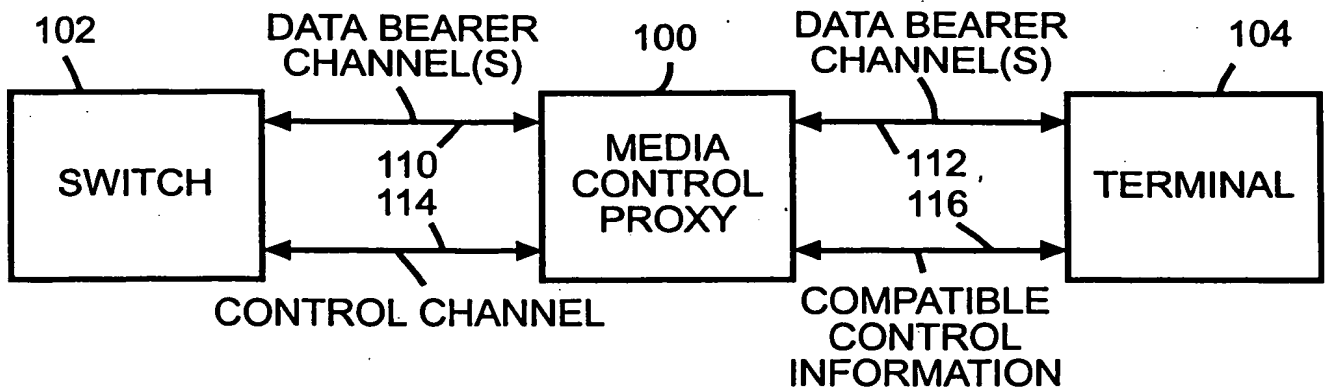 102
DATA BEARER
CHANNEL(S)
100
DATA BEARER
CHANNEL(S)
104
SWITCH
110
114
MEDIA
CONTROL
PROXY
112
116
TERMINAL
CONTROL CHANNEL
COMPATIBLE
CONTROL
INFORMATION